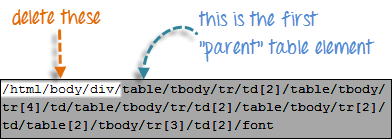 delete these
this is the first
"parent" table element
/html/body/div/table/tbody/tr/td[2]/table/tbody/
tr[4]/td/table/tbody/tr/td[2]/table/tbody/tr[2]/
td/table[2]/tbody/tr[3]/td[2]/font